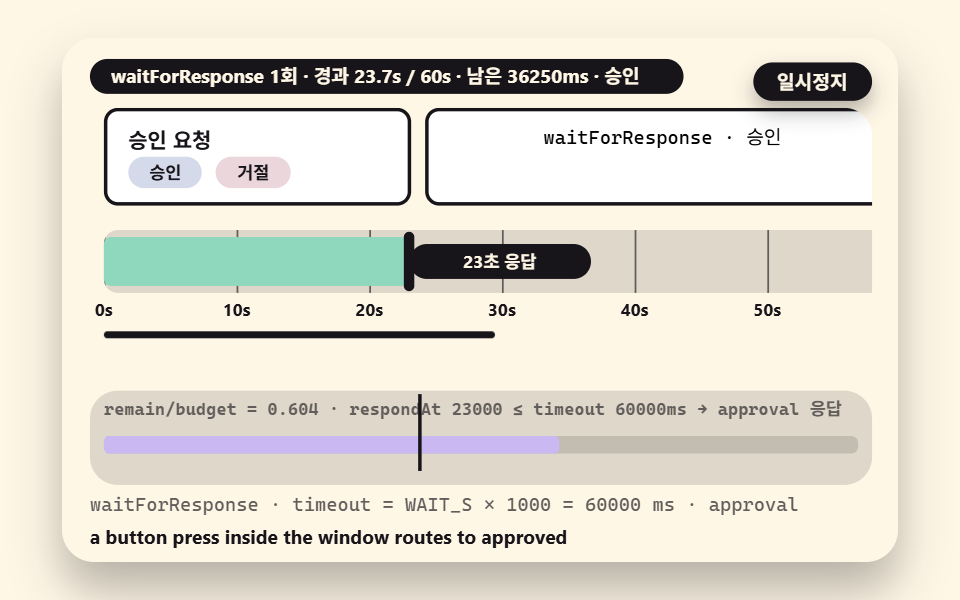 waitForResponse 1회 · 경과 23.7s / 60s · 남은 36250ms · 승인
일시정지
승인 요청
승인 거절
waitForResponse · 승인
23초 응답
0s 10s 20s 30s 40s 50s
remain/budget = 0.604 · respondAt 23000 ≤ timeout 60000ms → approval 응답
waitForResponse · timeout = WAIT_S × 1000 = 60000 ms · approval
a button press inside the window routes to approved